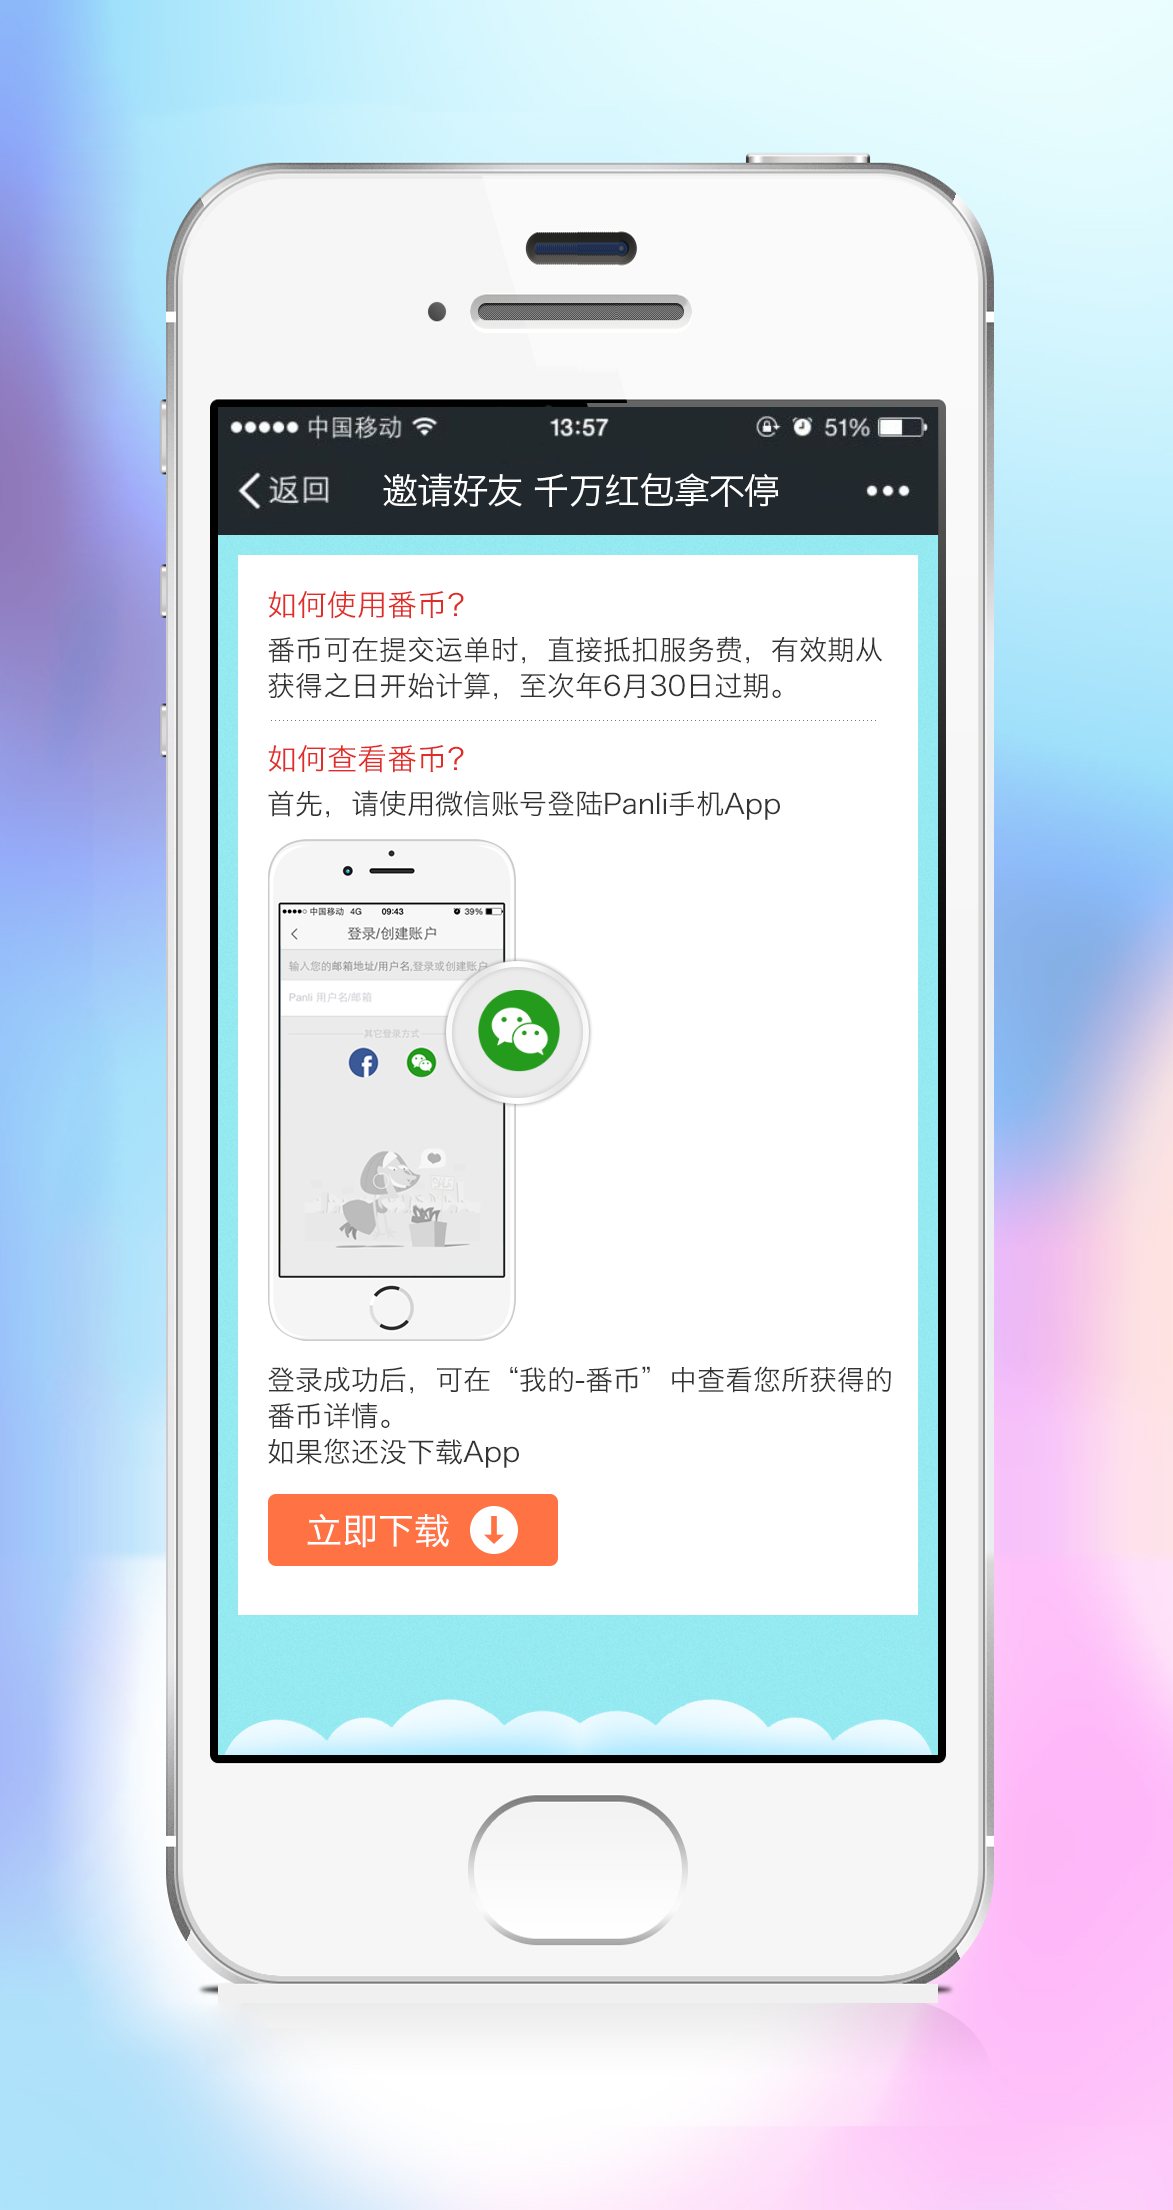 中国移动 13:57 51%
返回 邀请好友 千万红包拿不停
如何使用番币?
番币可在提交运单时，直接抵扣服务费，有效期从
获得之日开始计算，至次年6月30日过期。
如何查看番币?
首先，请使用微信账号登陆Panli手机App
中国移动 4G 09:43 39%
登录/创建账户
输入您的邮箱地址/用户名,登录或创建账户
Panli 用户名/邮箱
其它登录方式
登录成功后，可在“我的-番币”中查看您所获得的
番币详情。
如果您还没下载App
立即下载